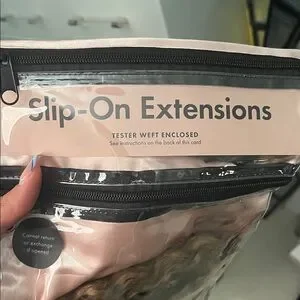 Slip-On Extensions
TESTER WEFT ENCLOSED
See instructions on the back of this card
Cannot return
or exchange
if opened